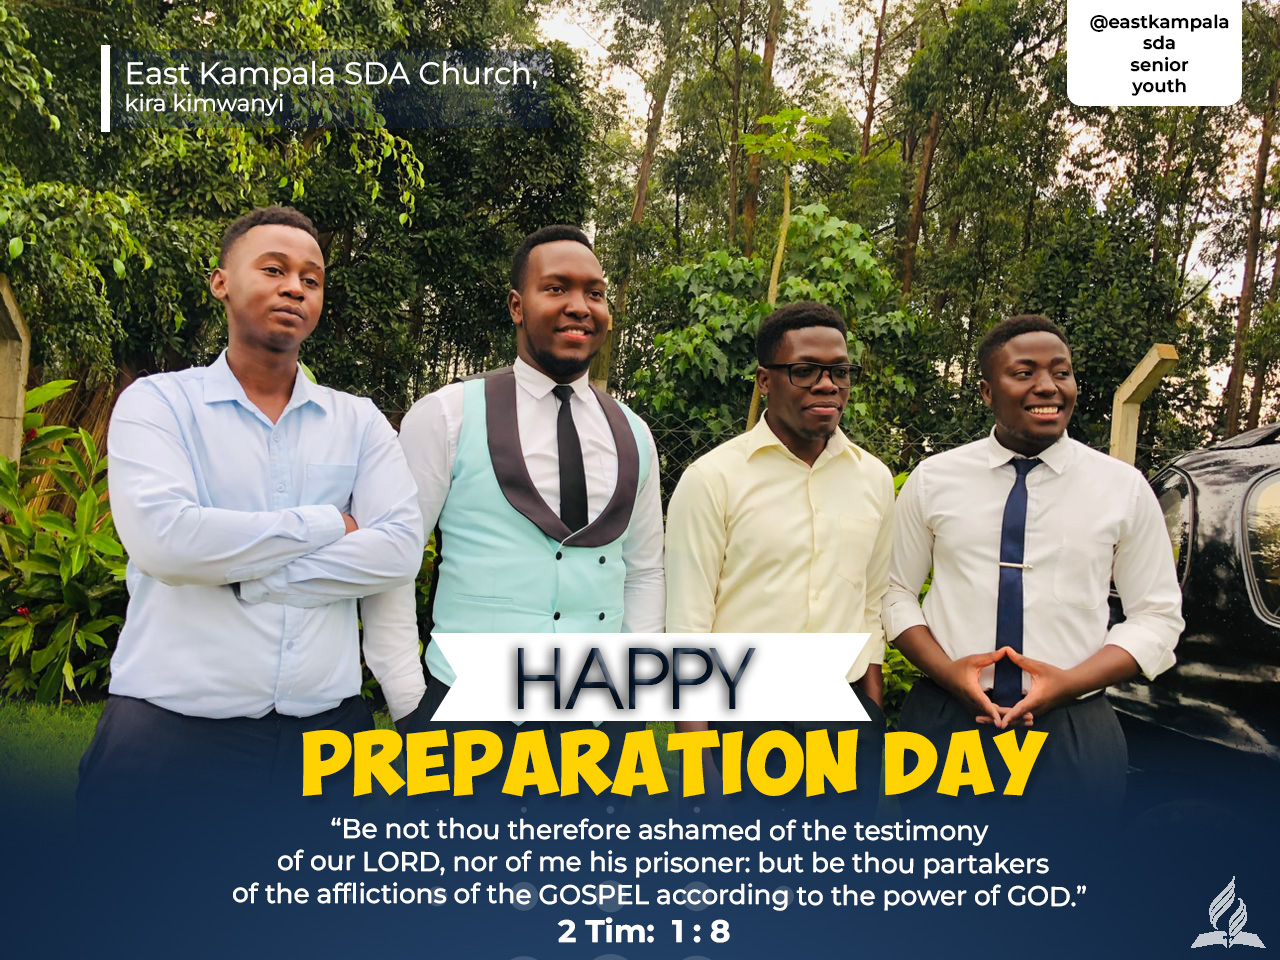 East Kampala SDA Church,
kira kimwanyi
@eastkampala
sda
senior
youth
HAPPY
PREPARATION DAY
“Be not thou therefore ashamed of the testimony
of our LORD, nor of me his prisoner: but be thou partakers
of the afflictions of the GOSPEL according to the power of GOD.”
2 Tim: 1 : 8